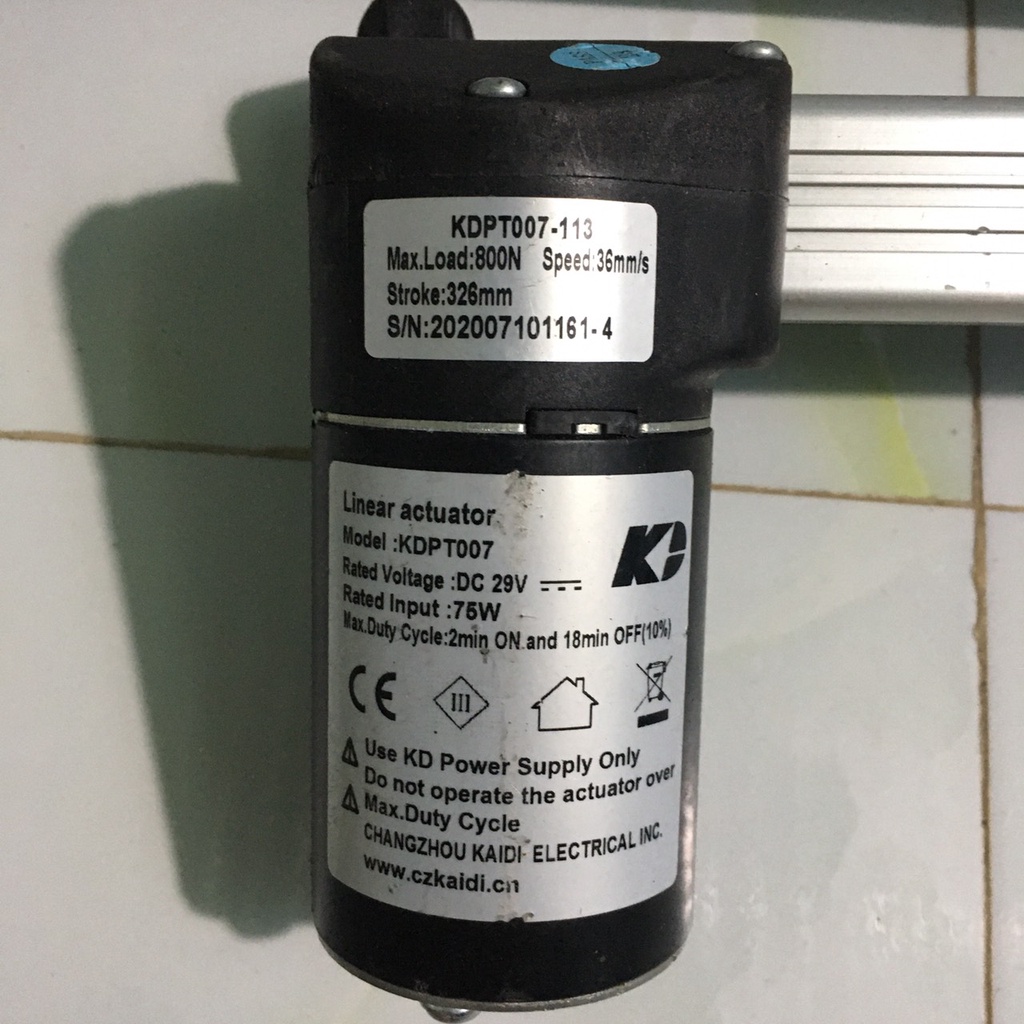 KDPT007-113
Max.Load:800N Speed:36mm/s
Stroke:326mm
S/N:202007101161-4
Linear actuator
Model :KDPT007
KD
Rated Voltage :DC 29V
Rated Input :75W
Max.Duty Cycle:2min ON and 18min OFF(10%)
CE
III
Use KD Power Supply Only
Do not operate the actuator over
Max.Duty Cycle
CHANGZHOU KAIDI ELECTRICAL INC.
www.czkaidi.cn